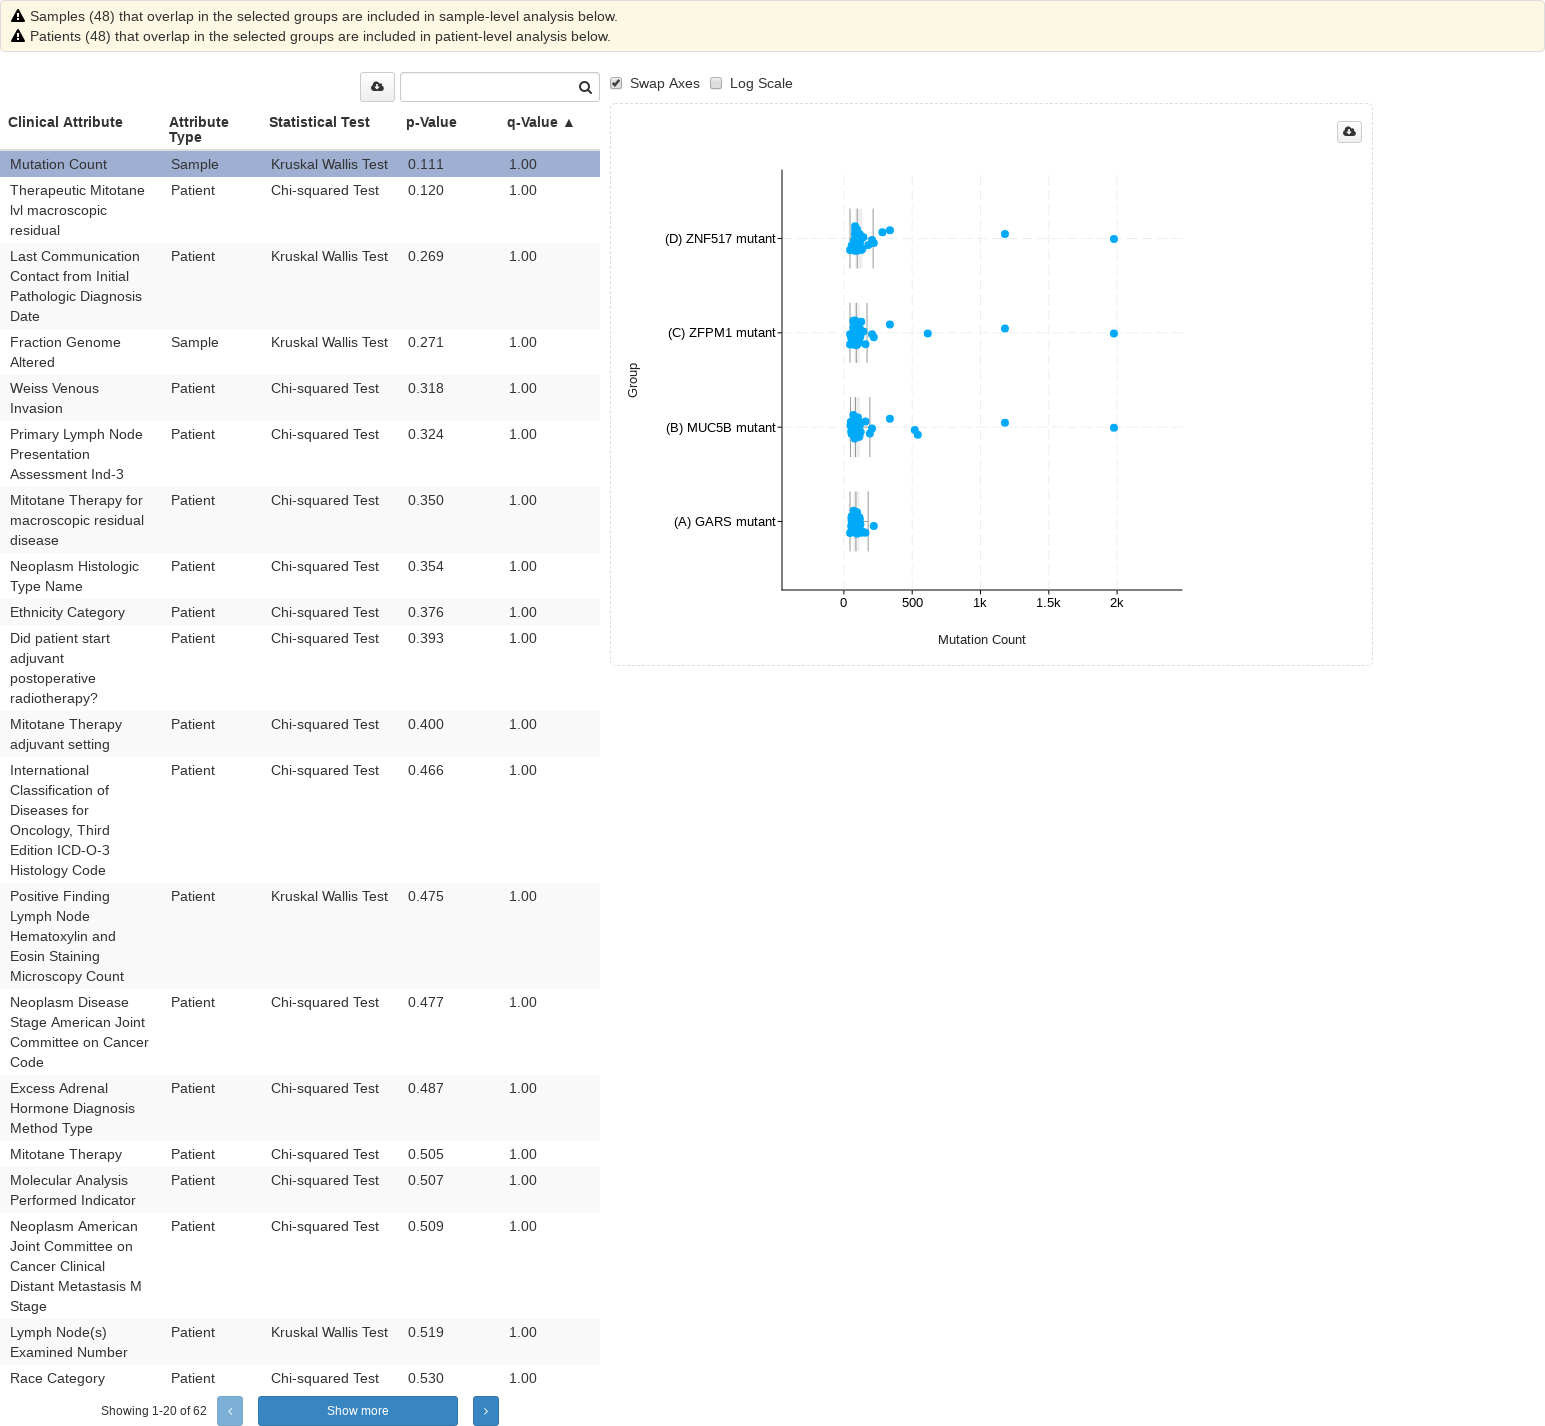 Samples (48) that overlap in the selected groups are included in sample-level analysis below.
Patients (48) that overlap in the selected groups are included in patient-level analysis below.
Swap Axes Log Scale
Clinical Attribute Attribute Type Statistical Test p-Value q-Value ▲
Mutation Count Sample Kruskal Wallis Test 0.111 1.00
Therapeutic Mitotane Patient Chi-squared Test 0.120 1.00
lvl macroscopic
residual
Last Communication Patient Kruskal Wallis Test 0.269 1.00
Contact from Initial
Pathologic Diagnosis
Date
Fraction Genome Sample Kruskal Wallis Test 0.271 1.00
Altered
Weiss Venous Patient Chi-squared Test 0.318 1.00
Invasion
Primary Lymph Node Patient Chi-squared Test 0.324 1.00
Presentation
Assessment Ind-3
Mitotane Therapy for Patient Chi-squared Test 0.350 1.00
macroscopic residual
disease
Neoplasm Histologic Patient Chi-squared Test 0.354 1.00
Type Name
Ethnicity Category Patient Chi-squared Test 0.376 1.00
Did patient start Patient Chi-squared Test 0.393 1.00
adjuvant
postoperative
radiotherapy?
Mitotane Therapy Patient Chi-squared Test 0.400 1.00
adjuvant setting
International Patient Chi-squared Test 0.466 1.00
Classification of
Diseases for
Oncology, Third
Edition ICD-O-3
Histology Code
Positive Finding Patient Kruskal Wallis Test 0.475 1.00
Lymph Node
Hematoxylin and
Eosin Staining
Microscopy Count
Neoplasm Disease Patient Chi-squared Test 0.477 1.00
Stage American Joint
Committee on Cancer
Code
Excess Adrenal Patient Chi-squared Test 0.487 1.00
Hormone Diagnosis
Method Type
Mitotane Therapy Patient Chi-squared Test 0.505 1.00
Molecular Analysis Patient Chi-squared Test 0.507 1.00
Performed Indicator
Neoplasm American Patient Chi-squared Test 0.509 1.00
Joint Committee on
Cancer Clinical
Distant Metastasis M
Stage
Lymph Node(s) Patient Kruskal Wallis Test 0.519 1.00
Examined Number
Race Category Patient Chi-squared Test 0.530 1.00
Showing 1-20 of 62 ‹ Show more ›
Group
(D) ZNF517 mutant
(C) ZFPM1 mutant
(B) MUC5B mutant
(A) GARS mutant
0 500 1k 1.5k 2k
Mutation Count